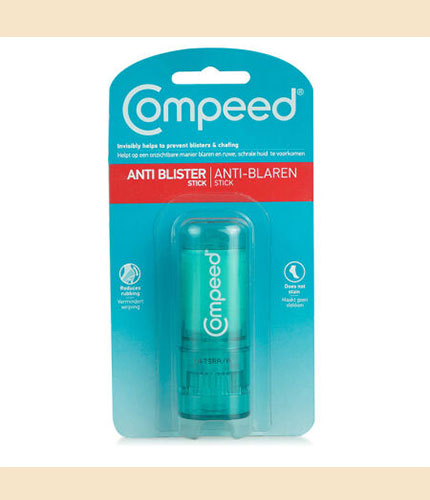 Compeed®
Invisibly helps to prevent blisters & chafing
Helpt op een onzichtbare manier blaren en ruwe, schrale huid te voorkomen
ANTI BLISTER STICK
ANTI-BLAREN STICK
Reduces
rubbing
Vermindert
wrijving
Does not
stain
Maakt geen
vlekken
Compeed®